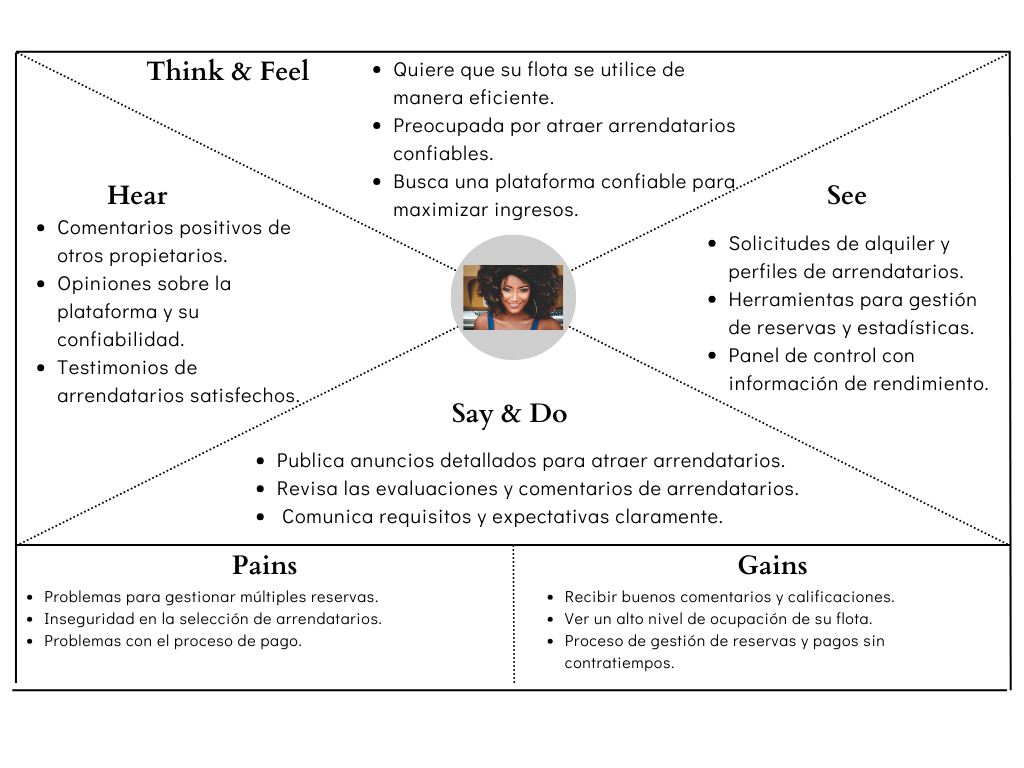 Think & Feel
• Quiere que su flota se utilice de
manera eficiente.
• Preocupada por atraer arrendatarios
confiables.
• Busca una plataforma confiable para
maximizar ingresos.
Hear
• Comentarios positivos de
otros propietarios.
• Opiniones sobre la
plataforma y su
confiabilidad.
• Testimonios de
arrendatarios satisfechos.
See
• Solicitudes de alquiler y
perfiles de arrendatarios.
• Herramientas para gestión
de reservas y estadísticas.
• Panel de control con
información de rendimiento.
Say & Do
• Publica anuncios detallados para atraer arrendatarios.
• Revisa las evaluaciones y comentarios de arrendatarios.
• Comunica requisitos y expectativas claramente.
Pains
• Problemas para gestionar múltiples reservas.
• Inseguridad en la selección de arrendatarios.
• Problemas con el proceso de pago.
Gains
• Recibir buenos comentarios y calificaciones.
• Ver un alto nivel de ocupación de su flota.
• Proceso de gestión de reservas y pagos sin
contratiempos.